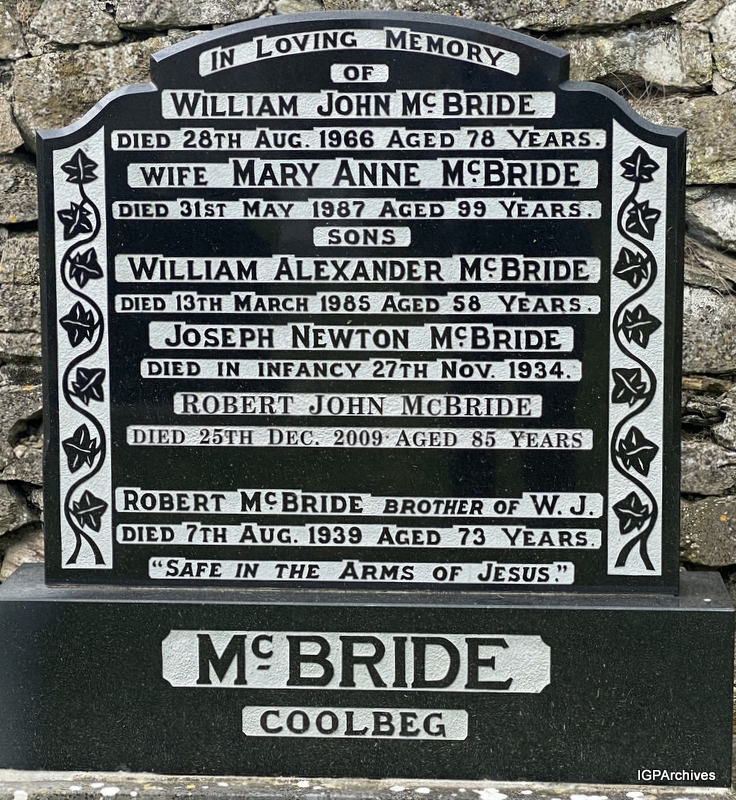 IN LOVING MEMORY
OF
WILLIAM JOHN McBRIDE
DIED 28TH AUG. 1966 AGED 78 YEARS.
WIFE MARY ANNE McBRIDE
DIED 31ST MAY 1987 AGED 99 YEARS.
SONS
WILLIAM ALEXANDER McBRIDE
DIED 13TH MARCH 1985 AGED 58 YEARS.
JOSEPH NEWTON McBRIDE
DIED IN INFANCY 27TH NOV. 1934.
ROBERT JOHN McBRIDE
DIED 25TH DEC. 2009 · AGED 85 YEARS
ROBERT McBRIDE BROTHER OF W.J.
DIED 7TH AUG. 1939 AGED 73 YEARS.
"SAFE IN THE ARMS OF JESUS."
McBRIDE
COOLBEG
IGPArchives